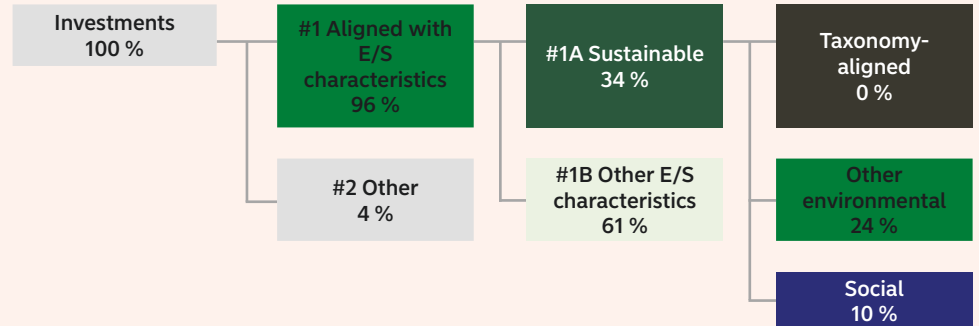 Investments
100 %
#1 Aligned with
E/S
characteristics
96 %
#1A Sustainable
34 %
Taxonomy-
aligned
0 %
#2 Other
4 %
#1B Other E/S
characteristics
61 %
Other
environmental
24 %
Social
10 %